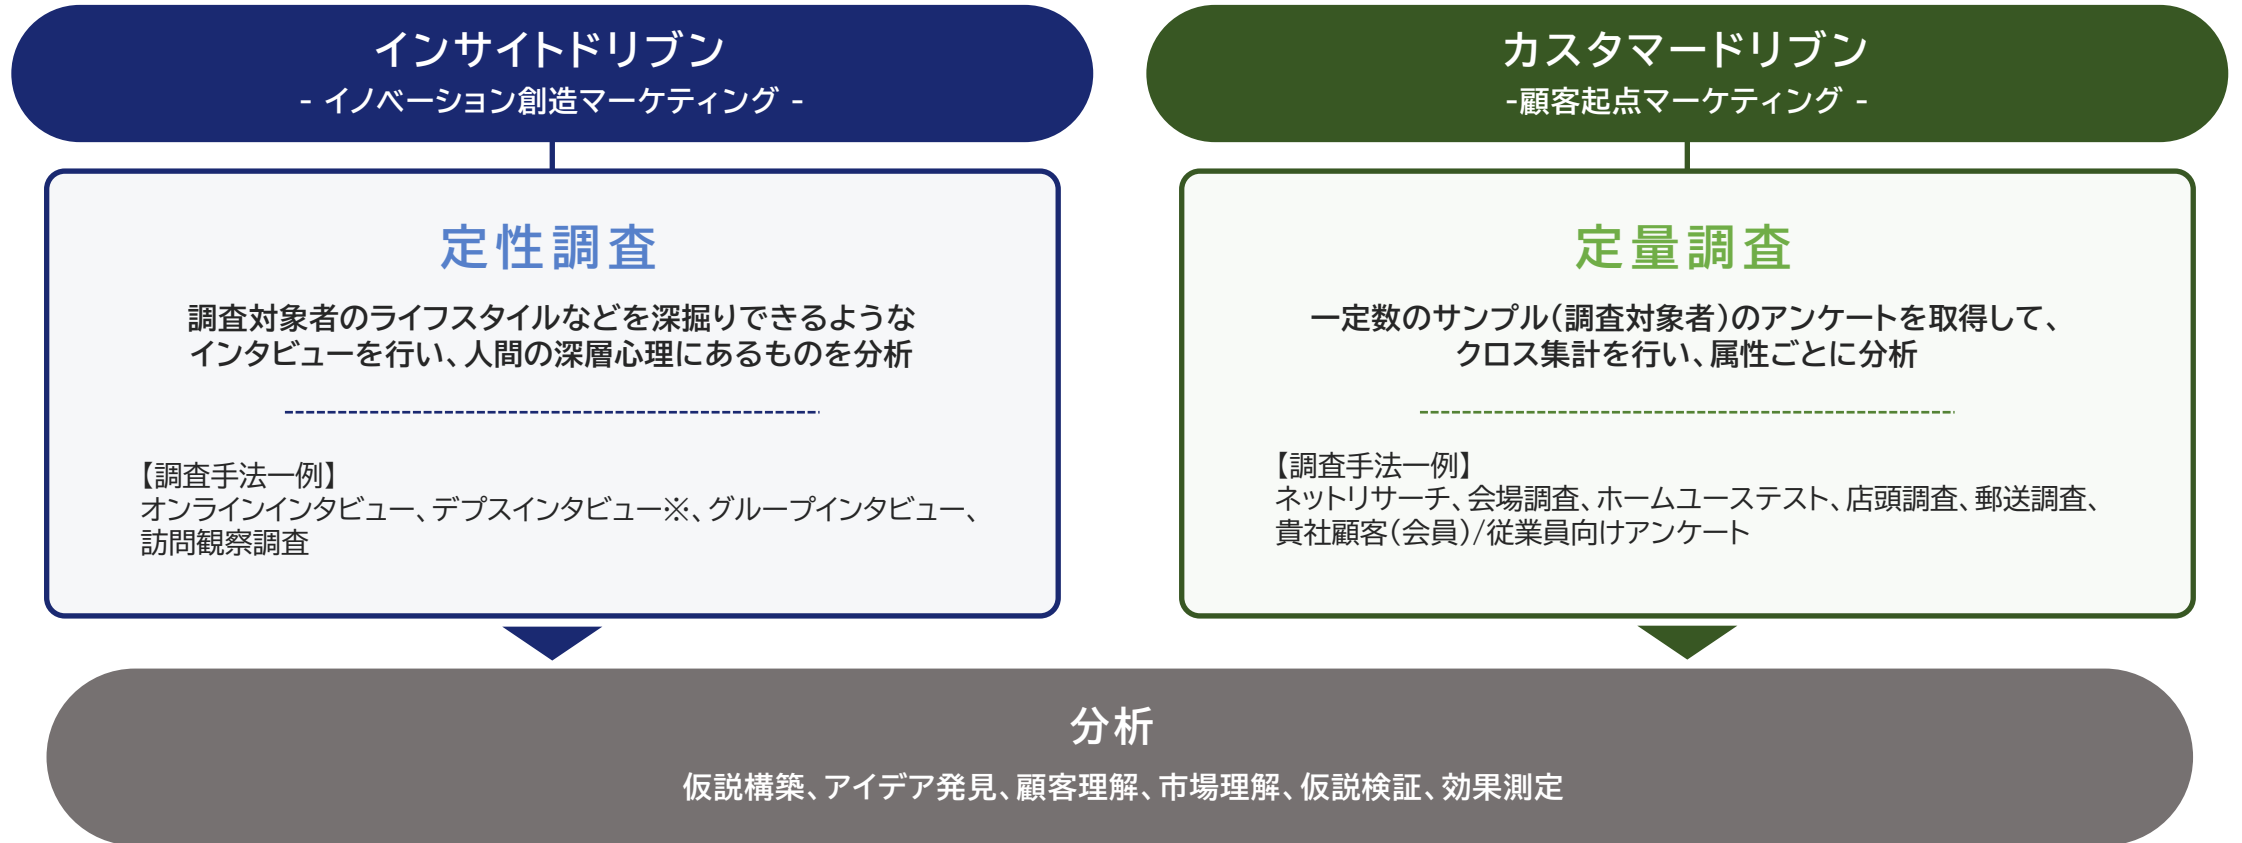 インサイトドリブン
- イノベーション創造マーケティング -
定性調査
調査対象者のライフスタイルなどを深掘りできるような
インタビューを行い、人間の深層心理にあるものを分析
【調査手法一例】
オンラインインタビュー、デプスインタビュー※、グループインタビュー、
訪問観察調査
カスタマードリブン
-顧客起点マーケティング -
定量調査
一定数のサンプル(調査対象者)のアンケートを取得して、
クロス集計を行い、属性ごとに分析
【調査手法一例】
ネットリサーチ、会場調査、ホームユーステスト、店頭調査、郵送調査、
貴社顧客(会員)/従業員向けアンケート
分析
仮説構築、アイデア発見、顧客理解、市場理解、仮説検証、効果測定